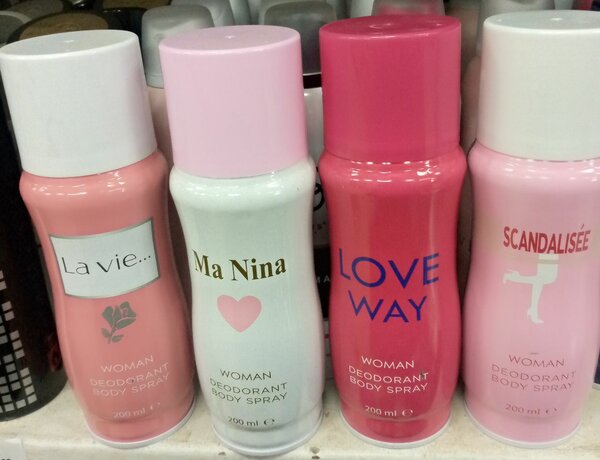 La vie...
WOMAN
DEODORANT
BODY SPRAY
200 ml ℮
Ma Nina
WOMAN
DEODORANT
BODY SPRAY
200 ml ℮
LOVE
WAY
WOMAN
DEODORANT
BODY SPRAY
200 ml ℮
SCANDALISÉE
WOMAN
DEODORANT
BODY SPRAY
200 ml ℮